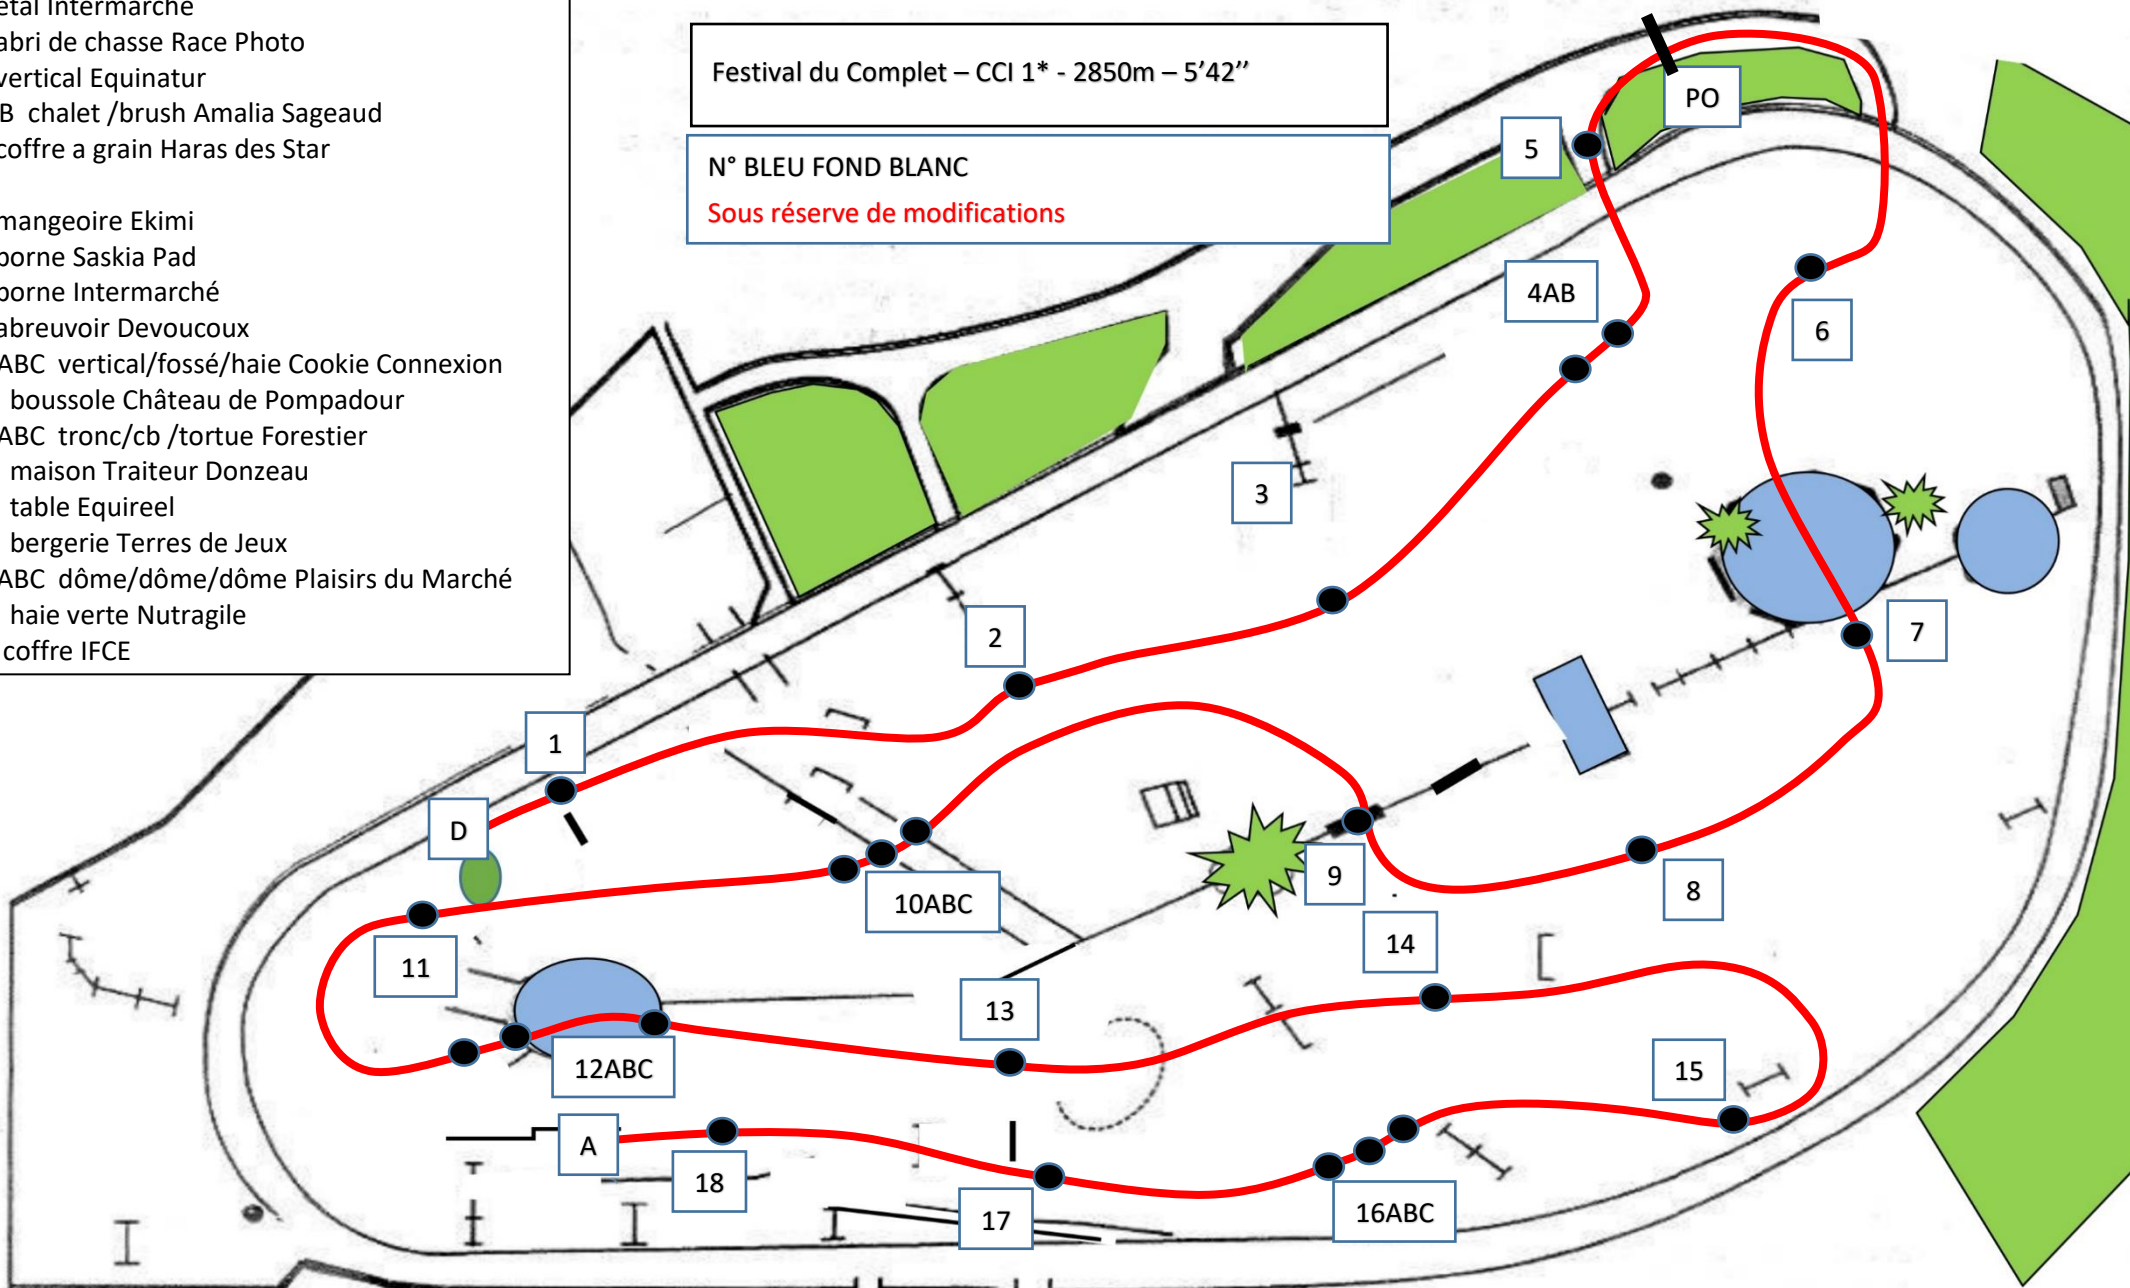 etal Intermarché
abri de chasse Race Photo
vertical Equinatur
B chalet /brush Amalia Sageaud
coffre a grain Haras des Star
mangeoire Ekimi
borne Saskia Pad
borne Intermarché
abreuvoir Devoucoux
ABC vertical/fossé/haie Cookie Connexion
boussole Château de Pompadour
ABC tronc/cb /tortue Forestier
maison Traiteur Donzeau
table Equireel
bergerie Terres de Jeux
ABC dôme/dôme/dôme Plaisirs du Marché
haie verte Nutragile
coffre IFCE
Festival du Complet – CCI 1* - 2850m – 5’42’’
N° BLEU FOND BLANC
Sous réserve de modifications
PO
5
4AB
6
3
2
7
1
D
9
8
10ABC
14
11
13
12ABC
15
A
18
17
16ABC